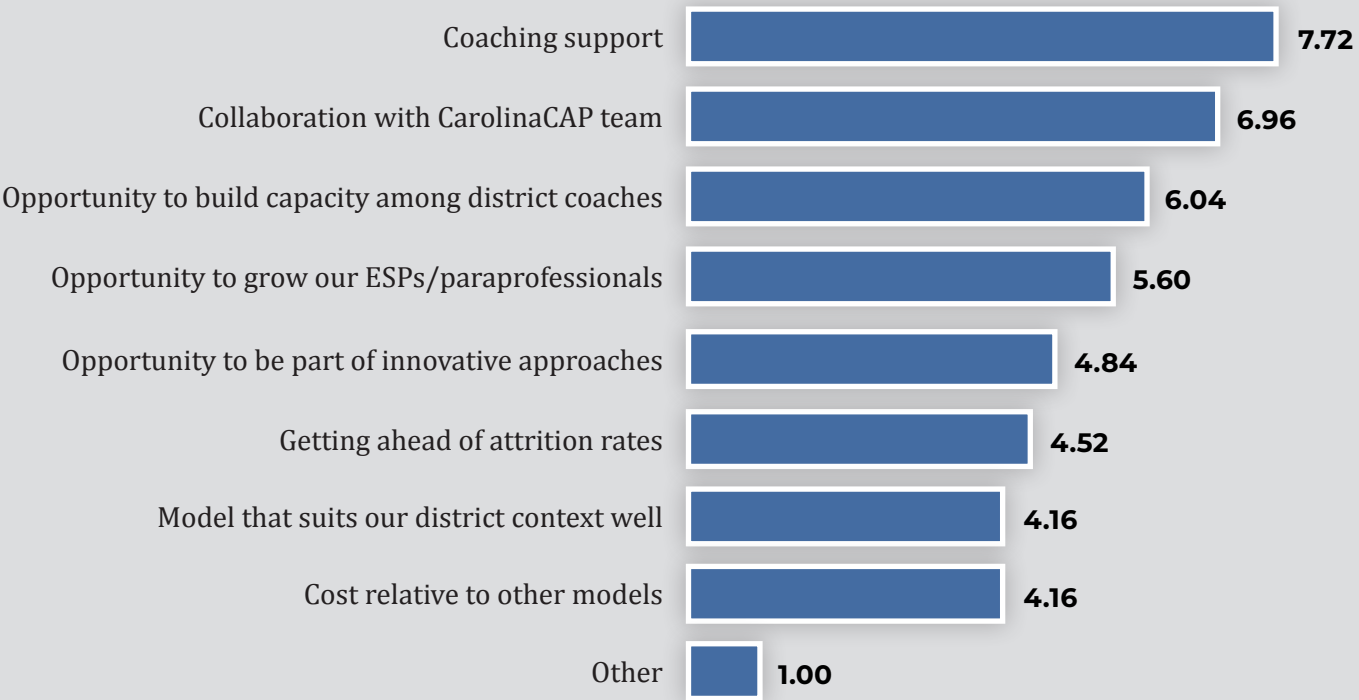 Coaching support 7.72
Collaboration with CarolinaCAP team 6.96
Opportunity to build capacity among district coaches 6.04
Opportunity to grow our ESPs/paraprofessionals 5.60
Opportunity to be part of innovative approaches 4.84
Getting ahead of attrition rates 4.52
Model that suits our district context well 4.16
Cost relative to other models 4.16
Other 1.00